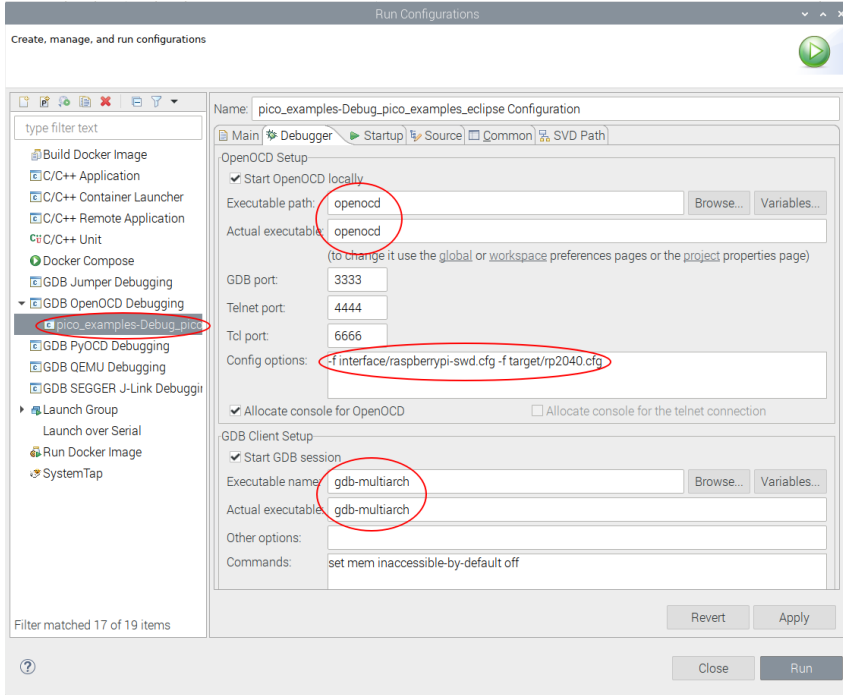 Run Configurations
Create, manage, and run configurations
type filter text
Build Docker Image
C/C++ Application
C/C++ Container Launcher
C/C++ Remote Application
C/C++ Unit
Docker Compose
GDB Jumper Debugging
GDB OpenOCD Debugging
pico_examples-Debug_pico
GDB PyOCD Debugging
GDB QEMU Debugging
GDB SEGGER J-Link Debuggin
Launch Group
Launch over Serial
Run Docker Image
SystemTap
Filter matched 17 of 19 items
Name: pico_examples-Debug_pico_examples_eclipse Configuration
Main Debugger Startup Source Common SVD Path
OpenOCD Setup
Start OpenOCD locally
Executable path: openocd Browse... Variables...
Actual executable: openocd
(to change it use the global or workspace preferences pages or the project properties page)
GDB port: 3333
Telnet port: 4444
Tcl port: 6666
Config options: -f interface/raspberrypi-swd.cfg -f target/rp2040.cfg
Allocate console for OpenOCD Allocate console for the telnet connection
GDB Client Setup
Start GDB session
Executable name: gdb-multiarch Browse... Variables...
Actual executable: gdb-multiarch
Other options:
Commands: set mem inaccessible-by-default off
Revert Apply
Close Run